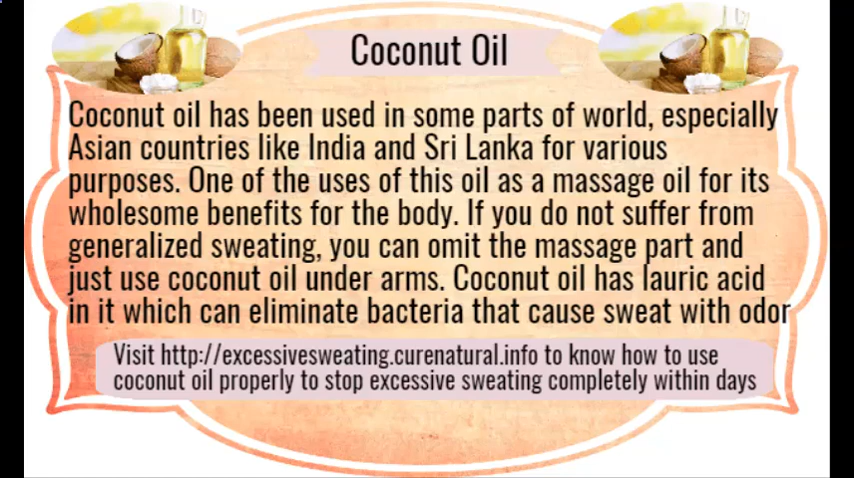 Coconut Oil
Coconut oil has been used in some parts of world, especially
Asian countries like India and Sri Lanka for various
purposes. One of the uses of this oil as a massage oil for its
wholesome benefits for the body. If you do not suffer from
generalized sweating, you can omit the massage part and
just use coconut oil under arms. Coconut oil has lauric acid
in it which can eliminate bacteria that cause sweat with odor
Visit http://excessivesweating.curenatural.info to know how to use
coconut oil properly to stop excessive sweating completely within days